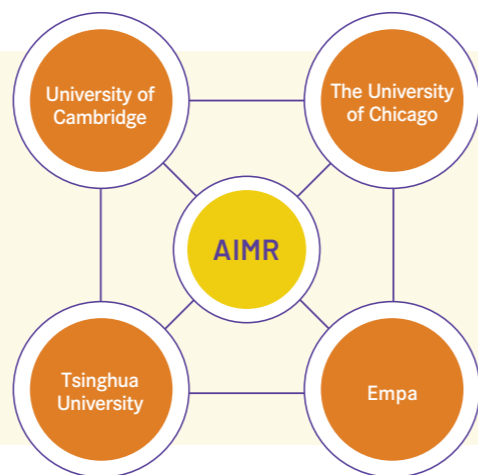 University of
Cambridge
The University
of Chicago
AIMR
Tsinghua
University
Empa